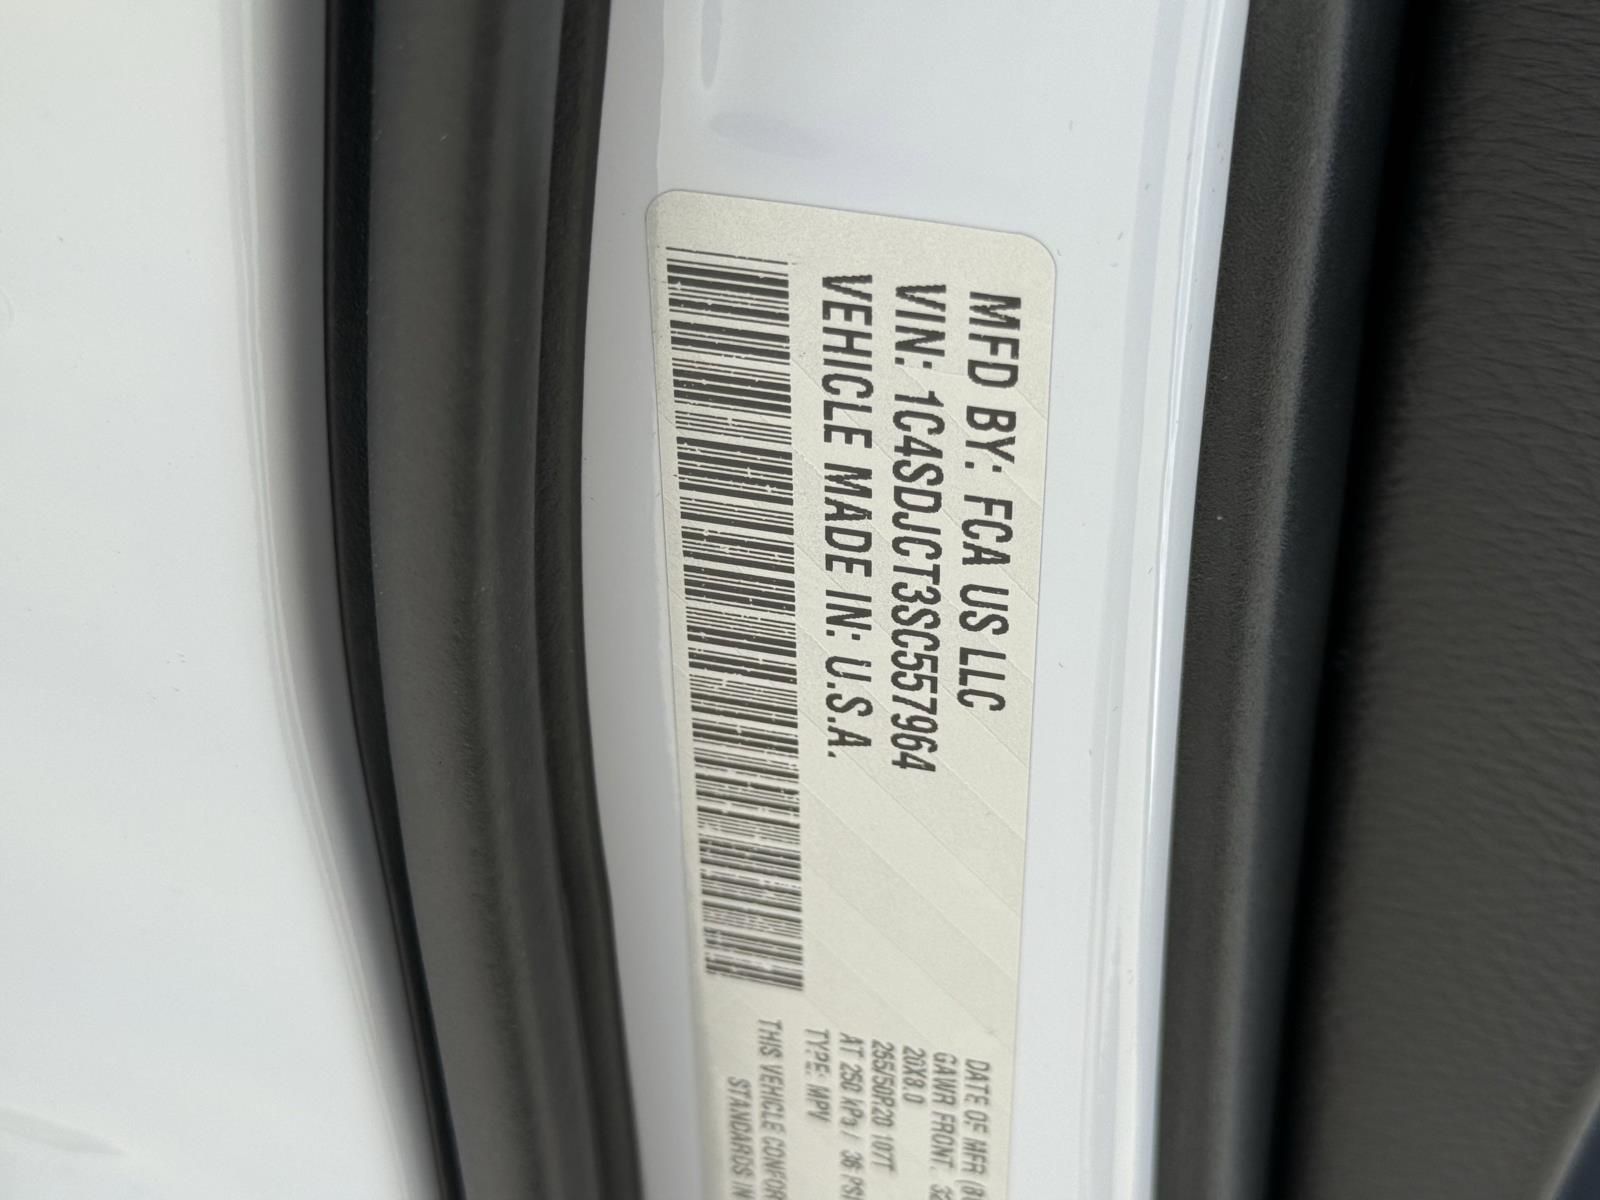 MFD BY: FCA US LLC
VIN: 1C4SDJCT3SC557964
VEHICLE MADE IN: U.S.A.
DATE OF MFR
GAWR FRONT:
20X8.0
255/50R20 107T
AT 250 kPa / 36 PSI
TYPE: MPV
THIS VEHICLE
STANDARDS IN